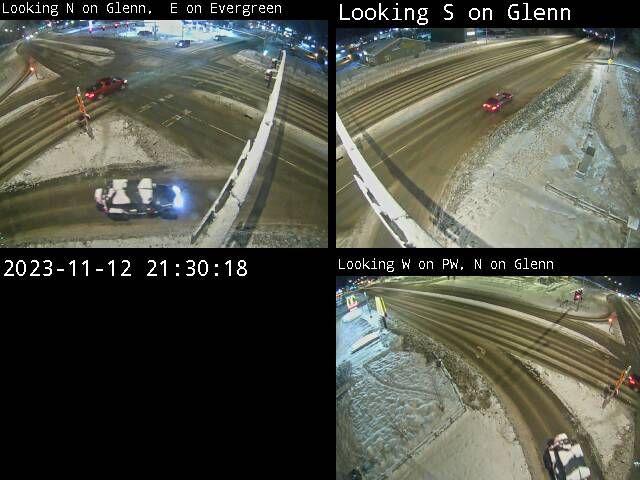 Looking N on Glenn,  E on Evergreen
Looking S on Glenn
2023-11-12 21:30:18
Looking W on PW, N on Glenn